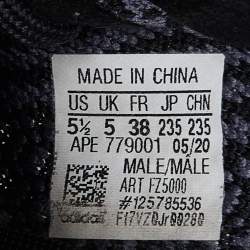 MADE IN CHINA
US UK FR JP CHN
5½ 5 38 235 235
APE 779001 05/20
MALE/MÂLE
ART FZ5000
#125785536
adidas